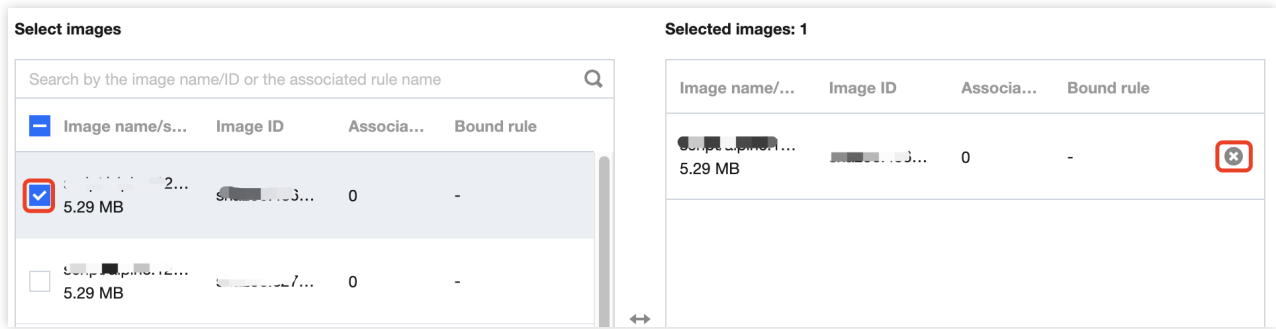 Select images
Search by the image name/ID or the associated rule name
Image name/s... Image ID Associa... Bound rule
2...
5.29 MB
0 -
5.29 MB
0 -
Selected images: 1
Image name/... Image ID Associa... Bound rule
5.29 MB
0 -